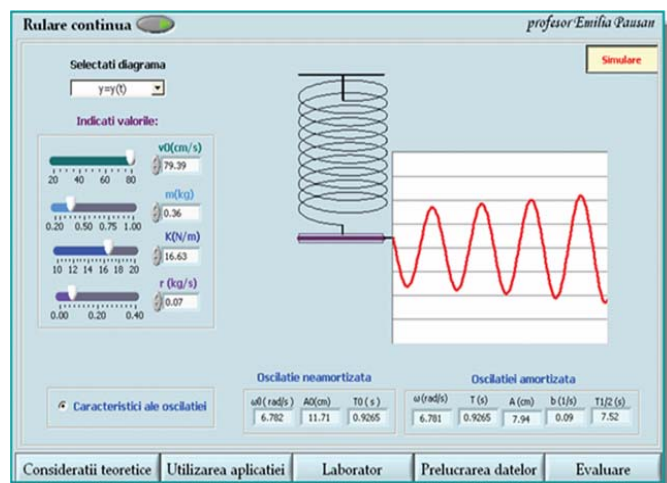 Rulare continua
profesor Emilia Pausan
Simulare
Selectati diagrama
y=y(t)
Indicati valorile:
v0(cm/s)
79.39
20 40 60 80
m(kg)
0.36
0.20 0.50 0.75 1.00
K(N/m)
16.63
10 12 14 16 18 20
r (kg/s)
0.07
0.00 0.20 0.40
Caracteristici ale oscilatiei
Oscilatie neamortizata
ω0( rad/s ) A0(cm) T0 ( s )
6.782 11.71 0.9265
Oscilatiei amortizata
ω(rad/s) T (s) A (cm) b (1/s) T1/2 (s)
6.781 0.9265 7.94 0.09 7.52
Consideratii teoretice Utilizarea aplicatiei Laborator Prelucrarea datelor Evaluare